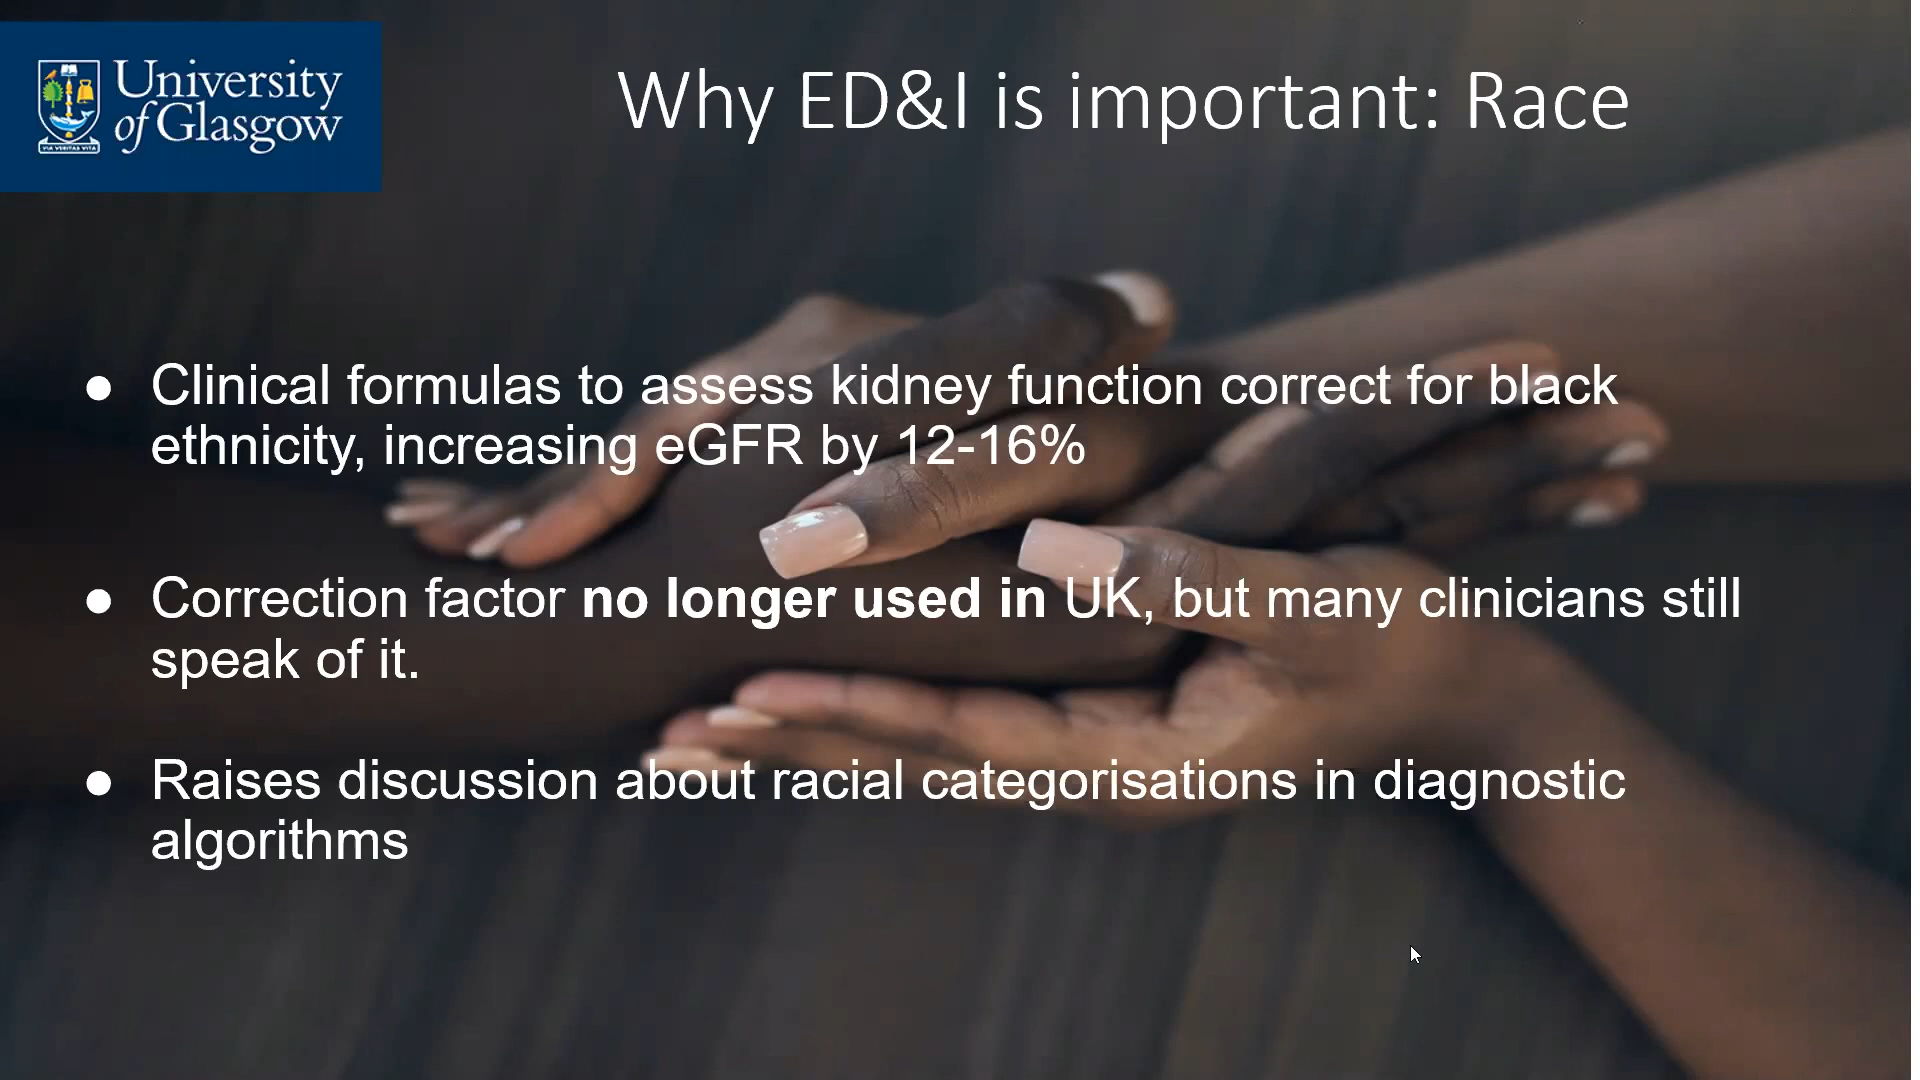 University
of Glasgow
VIA VERITAS VITA
Why ED&I is important: Race
● Clinical formulas to assess kidney function correct for black
ethnicity, increasing eGFR by 12-16%
● Correction factor no longer used in UK, but many clinicians still
speak of it.
● Raises discussion about racial categorisations in diagnostic
algorithms